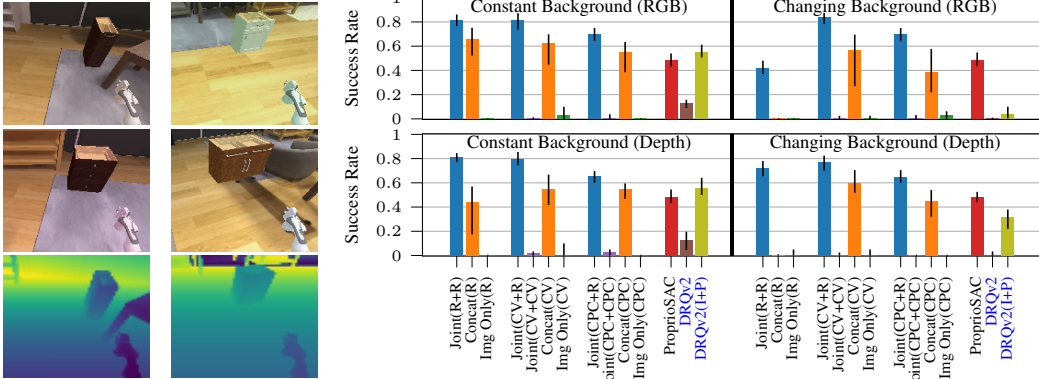 1
Constant Background (RGB)
Changing Background (RGB)
Success Rate
0.8
0.6
0.4
0.2
0
1
Constant Background (Depth)
Changing Background (Depth)
Success Rate
0.8
0.6
0.4
0.2
0
Joint(R+R)
Concat(R)
Img Only(R)
Joint(CV+R)
Joint(CV+CV)
Concat(CV)
Img Only(CV)
Joint(CPC+R)
Joint(CPC+CPC)
Concat(CPC)
Img Only(CPC)
ProprioSAC
DRQv2
DRQv2(I+P)
Joint(R+R)
Concat(R)
Img Only(R)
Joint(CV+R)
Joint(CV+CV)
Concat(CV)
Img Only(CV)
Joint(CPC+R)
Joint(CPC+CPC)
Concat(CPC)
Img Only(CPC)
ProprioSAC
DRQv2
DRQv2(I+P)